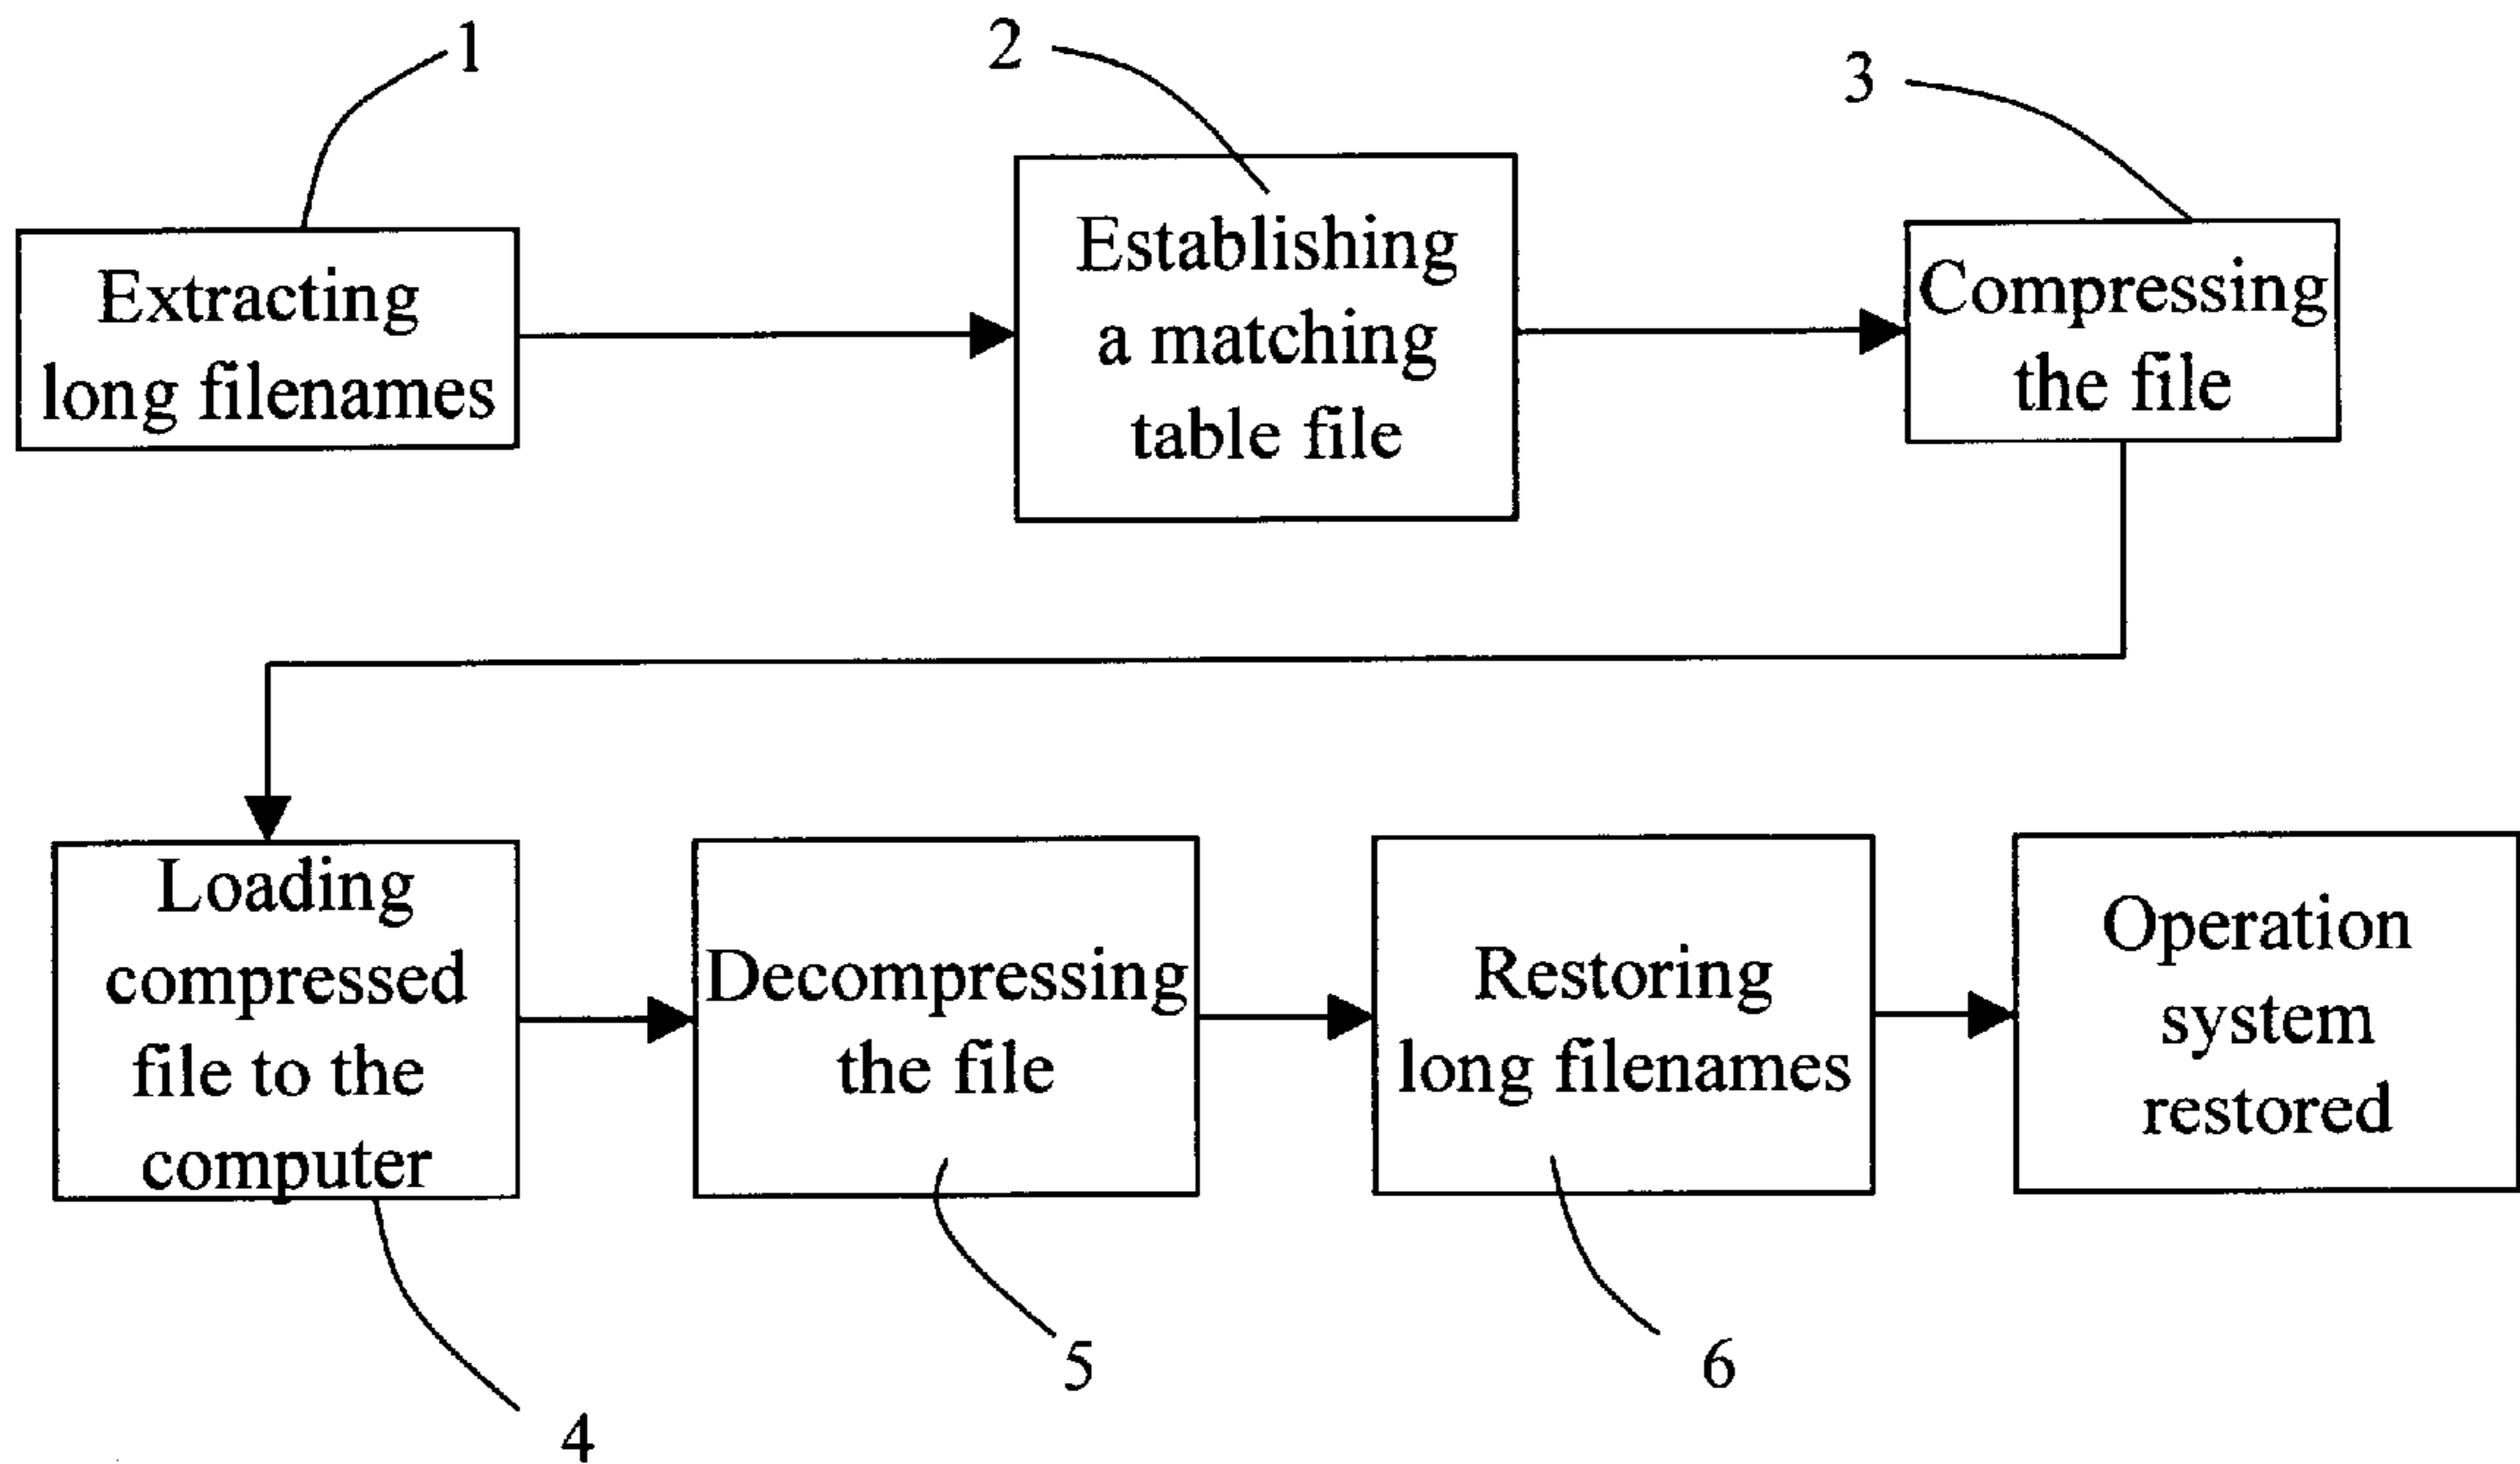 1
2
3
Extracting
long filenames
Establishing
a matching
table file
Compressing
the file
Loading
compressed
file to the
computer
Decompressing
the file
Restoring
long filenames
Operation
system
restored
4
5
6